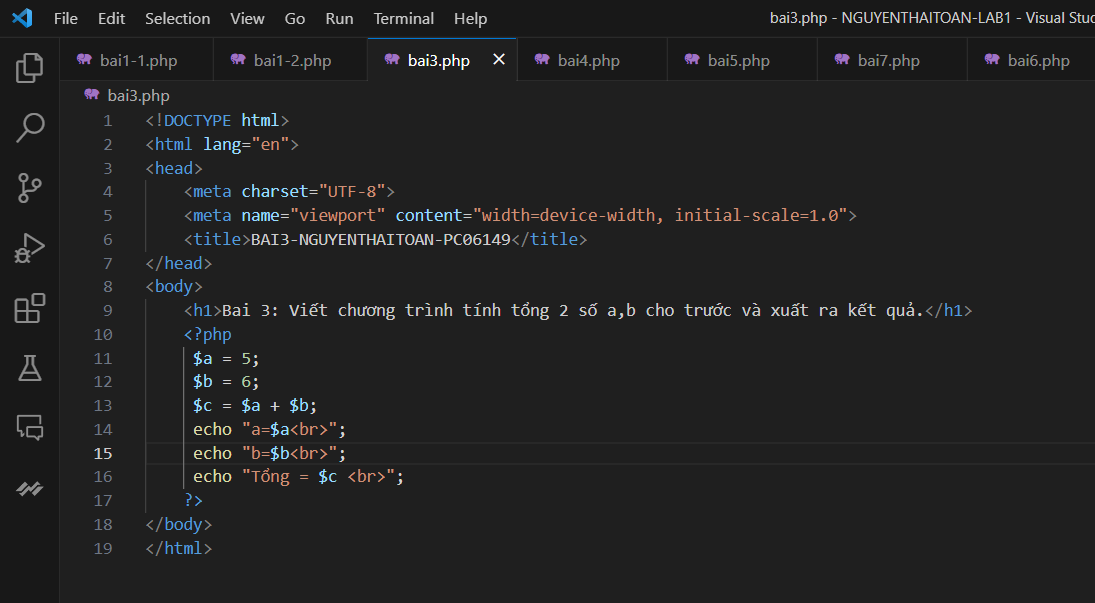 File Edit Selection View Go Run Terminal Help bai3.php - NGUYENTHAITOAN-LAB1 - Visual Stu
bai1-1.php bai1-2.php bai3.php bai4.php bai5.php bai7.php bai6.php
bai3.php
1 <!DOCTYPE html>
2 <html lang="en">
3 <head>
4 <meta charset="UTF-8">
5 <meta name="viewport" content="width=device-width, initial-scale=1.0">
6 <title>BAI3-NGUYENTHAITOAN-PC06149</title>
7 </head>
8 <body>
9 <h1>Bai 3: Viết chương trình tính tổng 2 số a,b cho trước và xuất ra kết quả.</h1>
10 <?php
11 $a = 5;
12 $b = 6;
13 $c = $a + $b;
14 echo "a=$a<br>";
15 echo "b=$b<br>";
16 echo "Tổng = $c <br>";
17 ?>
18 </body>
19 </html>